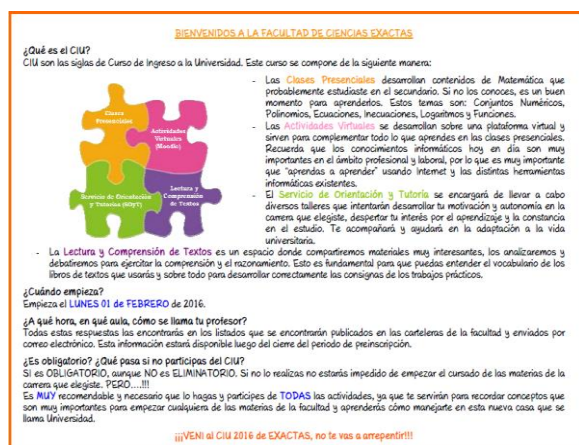 BIENVENIDOS A LA FACULTAD DE CIENCIAS EXACTAS
¿Qué es el CIU?
CIU son las siglas de Curso de Ingreso a la Universidad. Este curso se compone de la siguiente manera:
Clases
Presenciales
Actividades
Virtuales
(Moodle)
Servicio de Orientación
y Tutorías (SOyT)
Lectura y
Comprensión
de Textos
- Las Clases Presenciales desarrollan contenidos de Matemática que
probablemente estudiaste en el secundario. Si no los conoces, es un buen
momento para aprenderlos. Estos temas son: Conjuntos Numéricos,
Polinomios, Ecuaciones, Inecuaciones, Logaritmos y Funciones.
- Las Actividades Virtuales se desarrollan sobre una plataforma virtual y
sirven para complementar todo lo que aprendes en las clases presenciales.
Recuerda que los conocimientos informáticos hoy en día son muy
importantes en el ámbito profesional y laboral, por lo que es muy importante
que "aprendas a aprender" usando Internet y las distintas herramientas
informáticas existentes.
- El Servicio de Orientación y Tutoría se encargará de llevar a cabo
diversos talleres que intentarán desarrollar tu motivación y autonomía en la
carrera que elegiste, despertar tu interés por el aprendizaje y la constancia
en el estudio. Te acompañará y ayudará en la adaptación a la vida
universitaria.
- La Lectura y Comprensión de Textos es un espacio donde compartiremos materiales muy interesantes, los analizaremos y
debatiremos para ejercitar la comprensión y el razonamiento. Esto es fundamental para que puedas entender el vocabulario de los
libros de textos que usarás y sobre todo para desarrollar correctamente las consignas de los trabajos prácticos.
¿Cuándo empieza?
Empieza el LUNES 01 de FEBRERO de 2016.
¿A qué hora, en qué aula, cómo se llama tu profesor?
Todas estas respuestas las encontrarás en los listados que se encontrarán publicados en las carteleras de la facultad y enviados por
correo electrónico. Esta información estará disponible luego del cierre del periodo de preinscripción.
¿Es obligatorio? ¿Qué pasa si no participas del CIU?
Si es OBLIGATORIO, aunque NO es ELIMINATORIO. Si no lo realizas no estarás impedido de empezar el cursado de las materias de la
carrera que elegiste. PERO....!!!
Es MUY recomendable y necesario que lo hagas y participes de TODAS las actividades, ya que te servirán para recordar conceptos que
son muy importantes para empezar cualquiera de las materias de la facultad y aprenderás cómo manejarte en esta nueva casa que se
llama Universidad.
¡¡¡VENí al CIU 2016 de EXACTAS, no te vas a arrepentir!!!